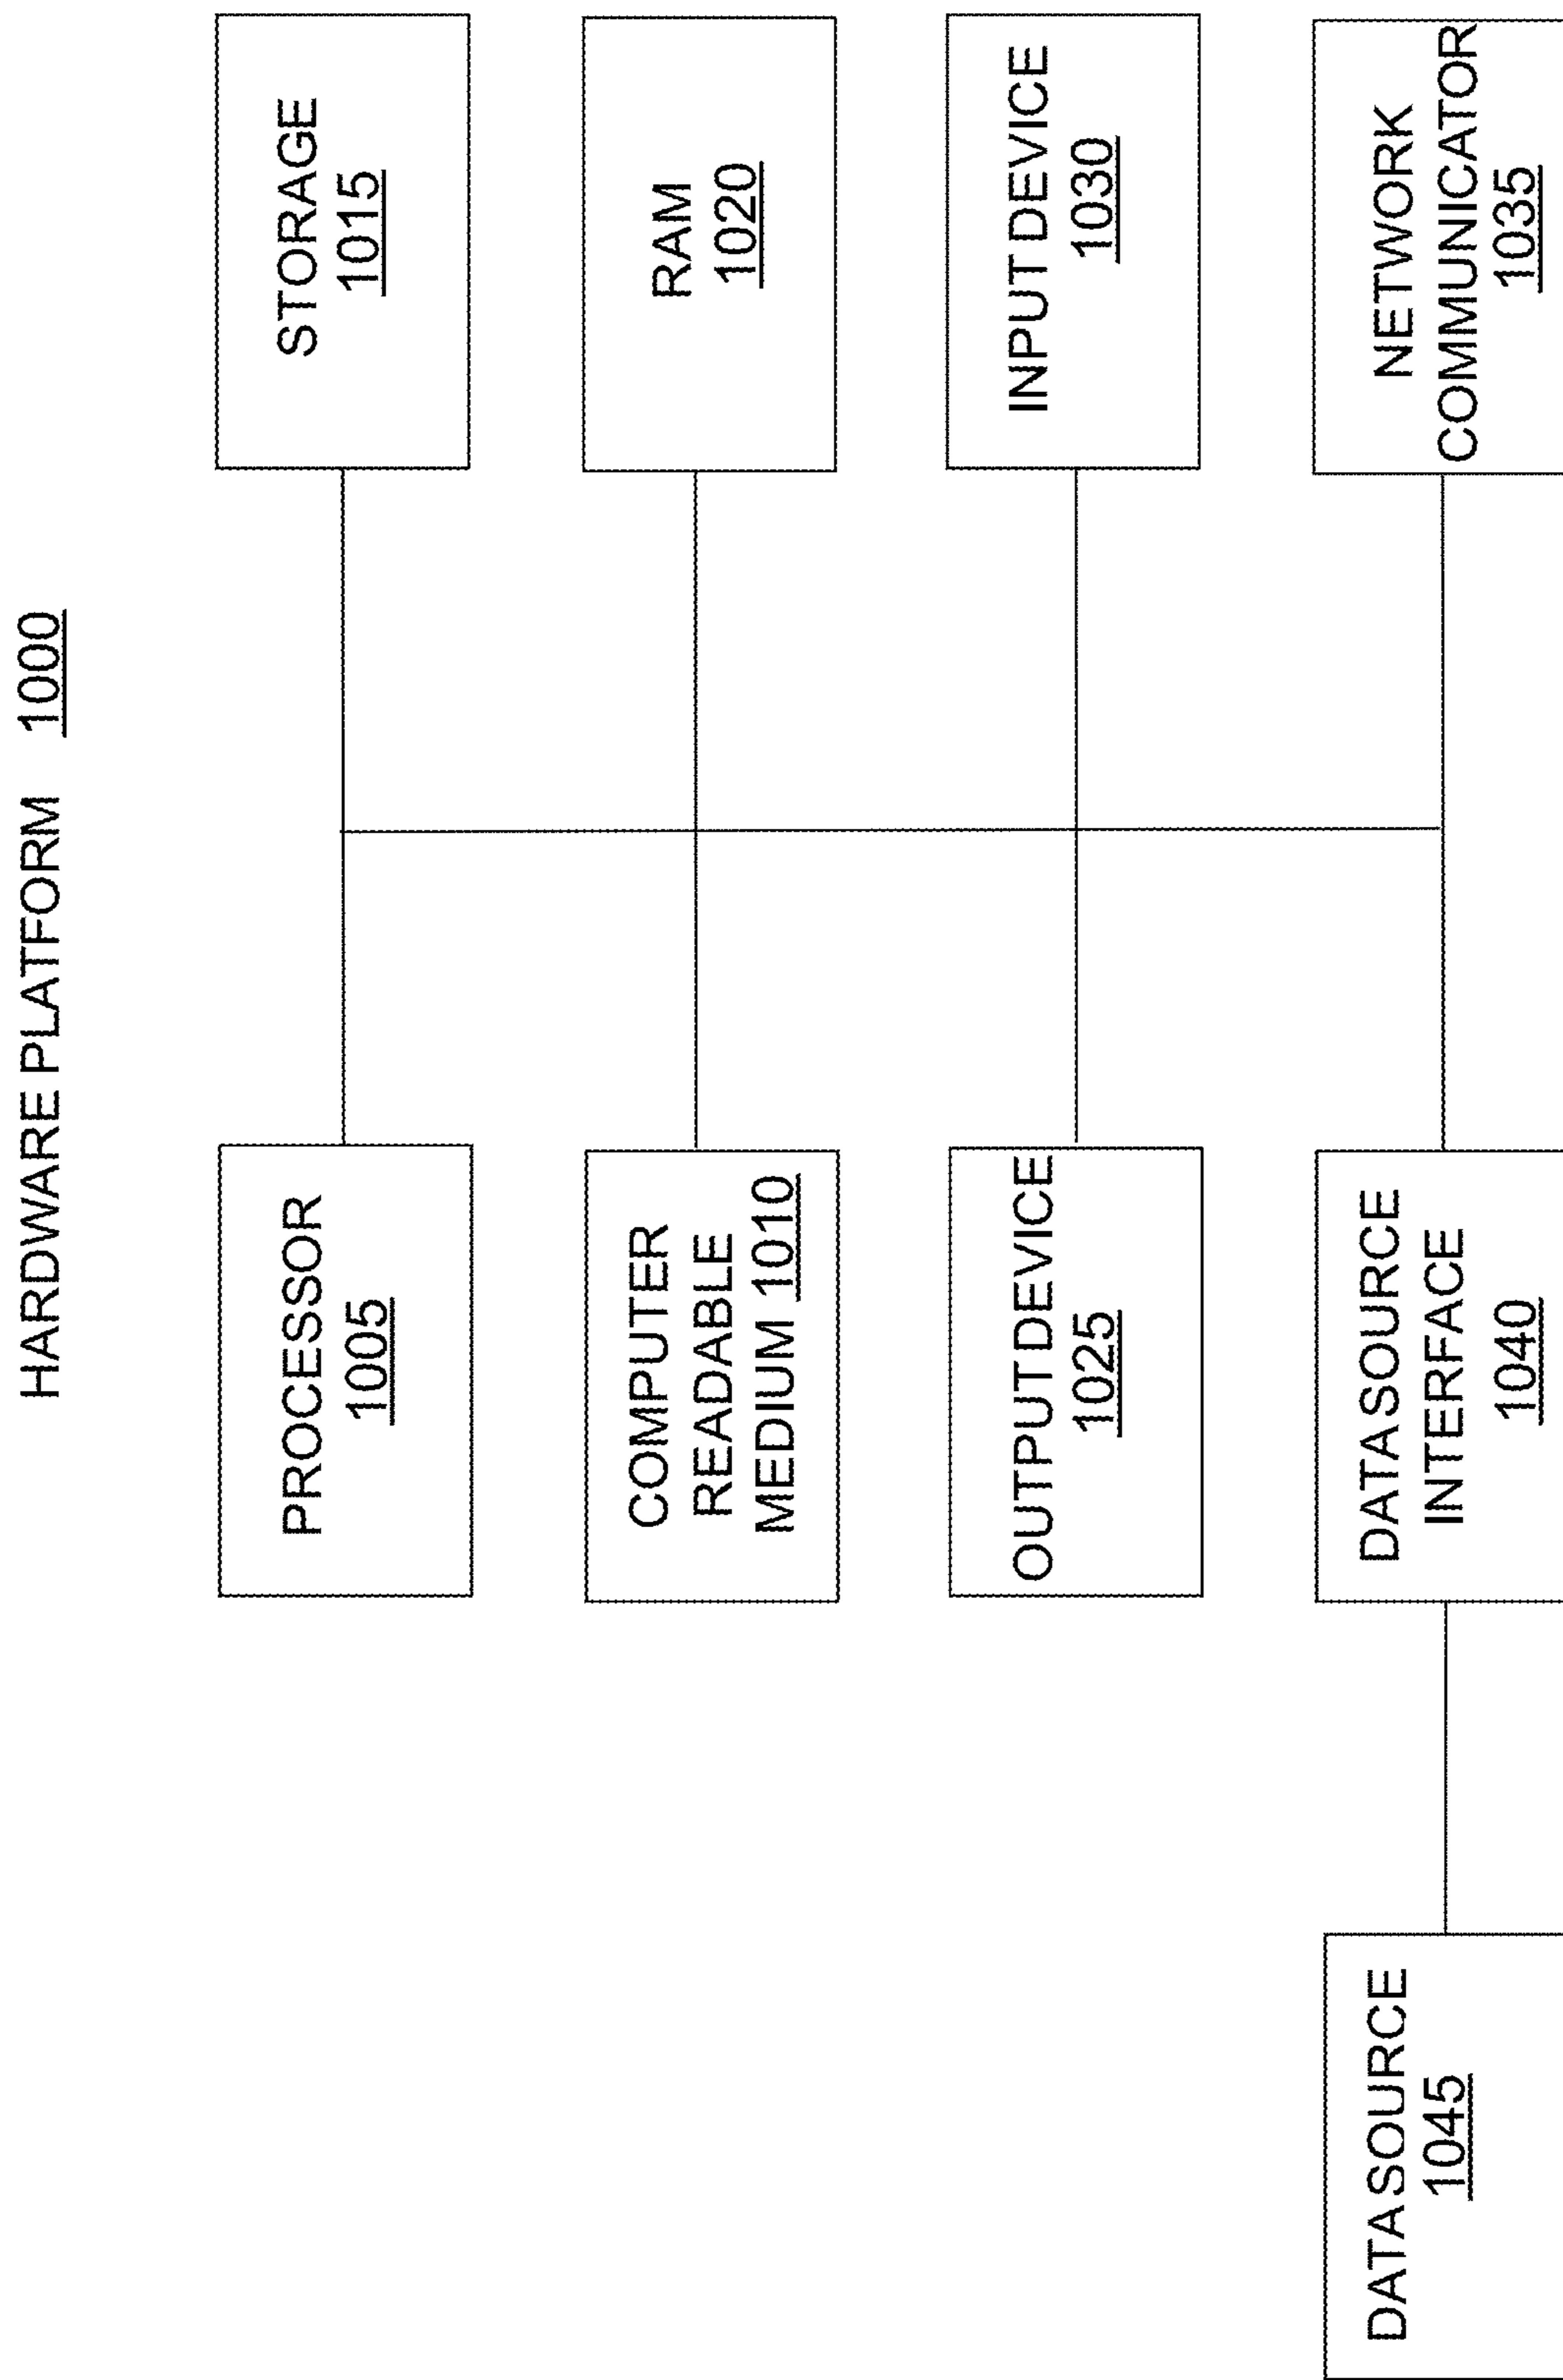 HARDWARE PLATFORM 1000
PROCESSOR
1005
STORAGE
1015
COMPUTER
READABLE
MEDIUM 1010
RAM
1020
OUTPUT DEVICE
1025
INPUT DEVICE
1030
DATA SOURCE
1045
DATA SOURCE
INTERFACE
1040
NETWORK
COMMUNICATOR
1035